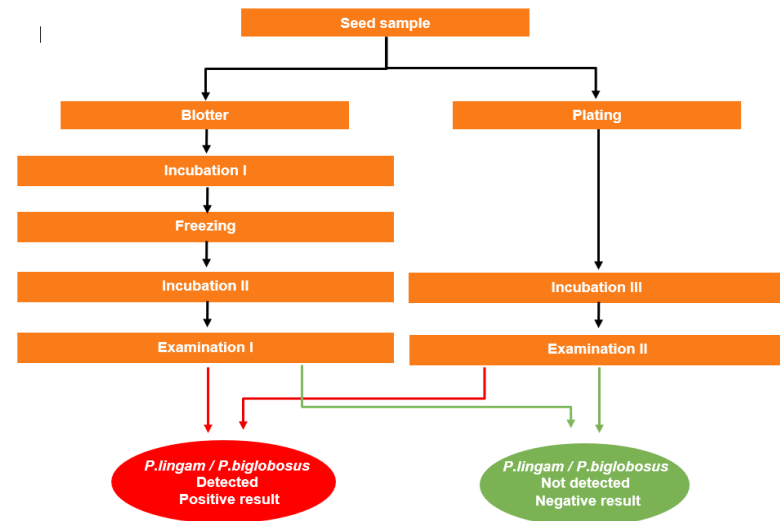 Seed sample
Blotter
Plating
Incubation I
Freezing
Incubation II
Incubation III
Examination I
Examination II
P.lingam / P.biglobosus
Detected
Positive result
P.lingam / P.biglobosus
Not detected
Negative result